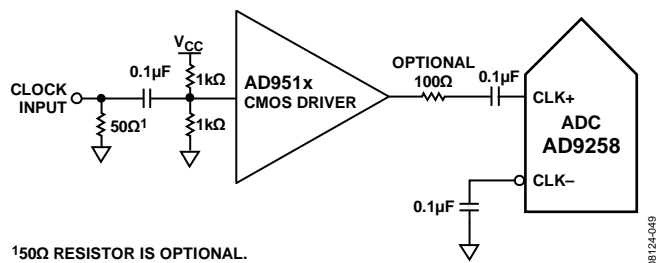 VCC
OPTIONAL
100Ω
0.1µF
1kΩ
AD951x
CMOS DRIVER
0.1µF
CLOCK
INPUT
CLK+
50Ω1
1kΩ
ADC
AD9258
CLK–
0.1µF
150Ω RESISTOR IS OPTIONAL.
08124-049